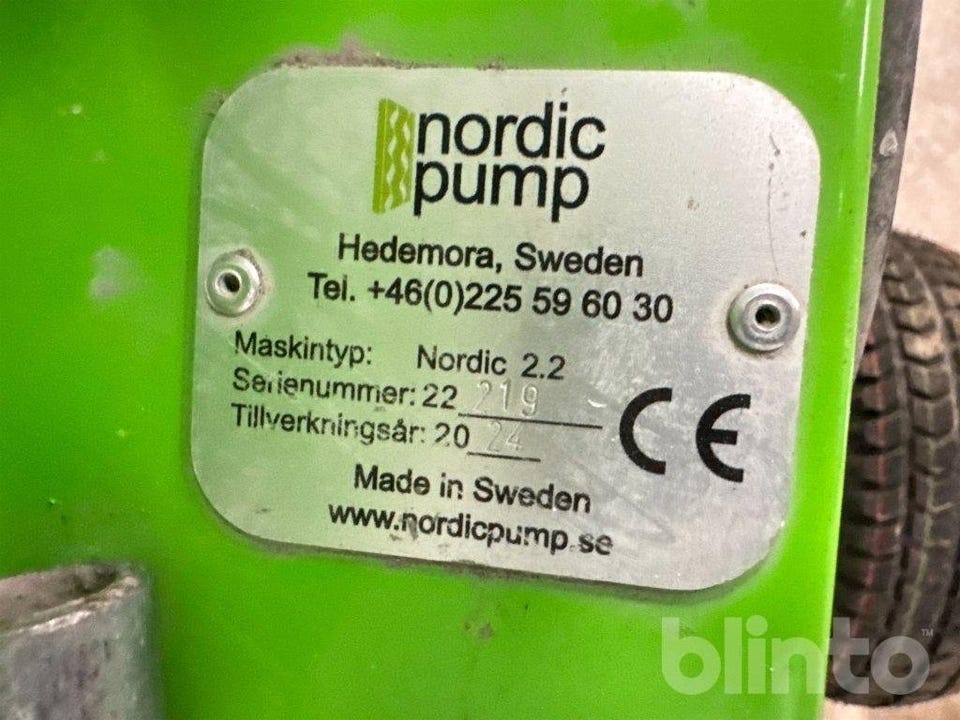 nordic
pump
Hedemora, Sweden
Tel. +46(0)225 59 60 30
Maskintyp: Nordic 2.2
Serienummer: 22 219
Tillverkningsår: 20 24
CE
Made in Sweden
www.nordicpump.se
blinto™